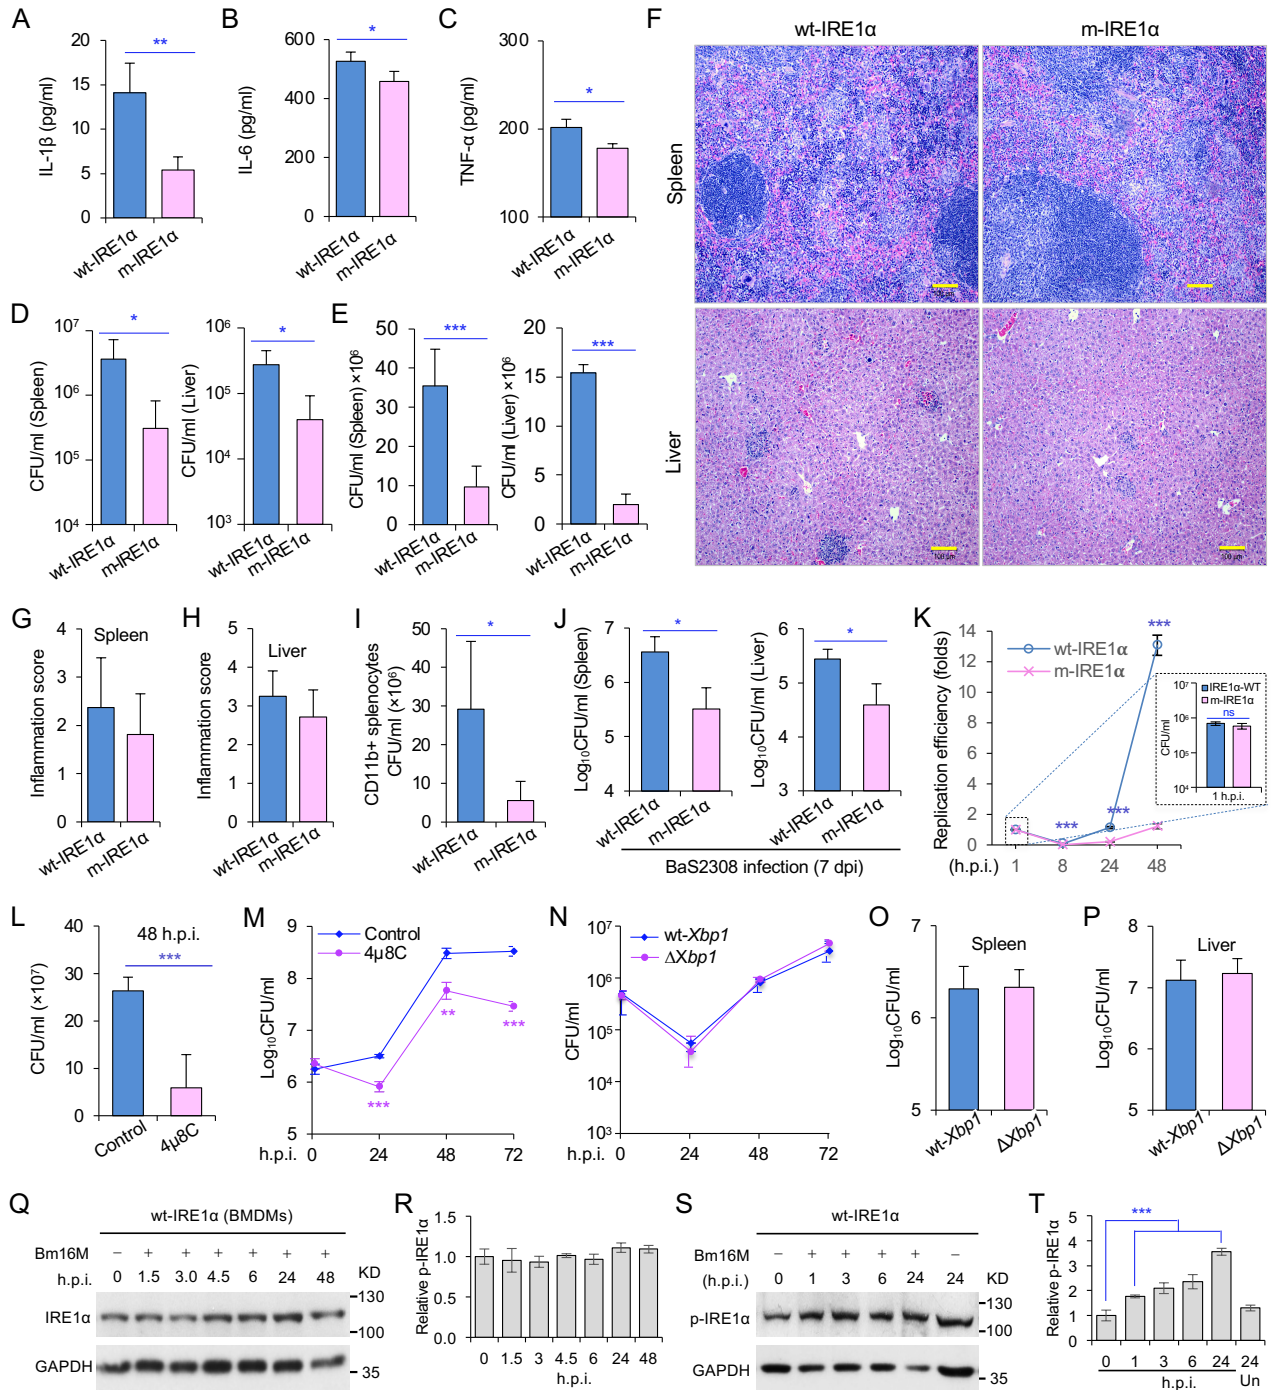 A
IL-1β (pg/ml)
20
15
10
5
0
**
wt-IRE1α
m-IRE1α
B
IL-6 (pg/ml)
600
400
200
0
*
wt-IRE1α
m-IRE1α
C
TNF-α (pg/ml)
300
200
100
*
wt-IRE1α
m-IRE1α
F
wt-IRE1α
m-IRE1α
Spleen
Liver
D
CFU/ml (Spleen)
10⁷
10⁶
10⁵
10⁴
*
wt-IRE1α
m-IRE1α
CFU/ml (Liver)
10⁶
10⁵
10⁴
10³
*
wt-IRE1α
m-IRE1α
E
CFU/ml (Spleen) ×10⁶
50
40
30
20
10
0
***
wt-IRE1α
m-IRE1α
CFU/ml (Liver) ×10⁶
20
15
10
5
0
***
wt-IRE1α
m-IRE1α
G
Spleen
Inflammation score
4
3
2
1
0
wt-IRE1α
m-IRE1α
H
Liver
Inflammation score
5
4
3
2
1
0
wt-IRE1α
m-IRE1α
I
CD11b+ splenocytes
CFU/ml (×10⁶)
50
40
30
20
10
0
*
wt-IRE1α
m-IRE1α
J
Log₁₀CFU/ml (Spleen)
7
6
5
4
*
wt-IRE1α
m-IRE1α
Log₁₀CFU/ml (Liver)
6
5
4
3
*
wt-IRE1α
m-IRE1α
BaS2308 infection (7 dpi)
K
Replication efficiency (folds)
14
12
10
8
6
4
2
0
wt-IRE1α
m-IRE1α
***
***
***
(h.p.i.) 1 8 24 48
IRE1α-WT
m-IRE1α
ns
CFU/ml
10⁷
10⁶
10⁵
10⁴
1 h.p.i.
L
48 h.p.i.
***
CFU/ml (×10⁷)
40
30
20
10
0
Control
4µ8C
M
Control
4µ8C
Log₁₀CFU/ml
9
8
7
6
5
***
**
***
h.p.i. 0 24 48 72
N
wt-Xbp1
ΔXbp1
CFU/ml
10⁷
10⁶
10⁵
10⁴
10³
h.p.i. 0 24 48 72
O
Spleen
Log₁₀CFU/ml
7
6
5
wt-Xbp1
ΔXbp1
P
Liver
Log₁₀CFU/ml
8
7
6
5
wt-Xbp1
ΔXbp1
Q
wt-IRE1α (BMDMs)
Bm16M – + + + + + +
h.p.i. 0 1.5 3.0 4.5 6 24 48 KD
IRE1α
130
100
GAPDH
35
R
Relative p-IRE1α
1.5
1.0
0.5
0.0
0 1.5 3 4.5 6 24 48
h.p.i.
S
wt-IRE1α
Bm16M – + + + + –
(h.p.i.) 0 1 3 6 24 24 KD
p-IRE1α
130
100
GAPDH
35
T
Relative p-IRE1α
5
4
3
2
1
0
***
0 1 3 6 24 24
h.p.i. Un